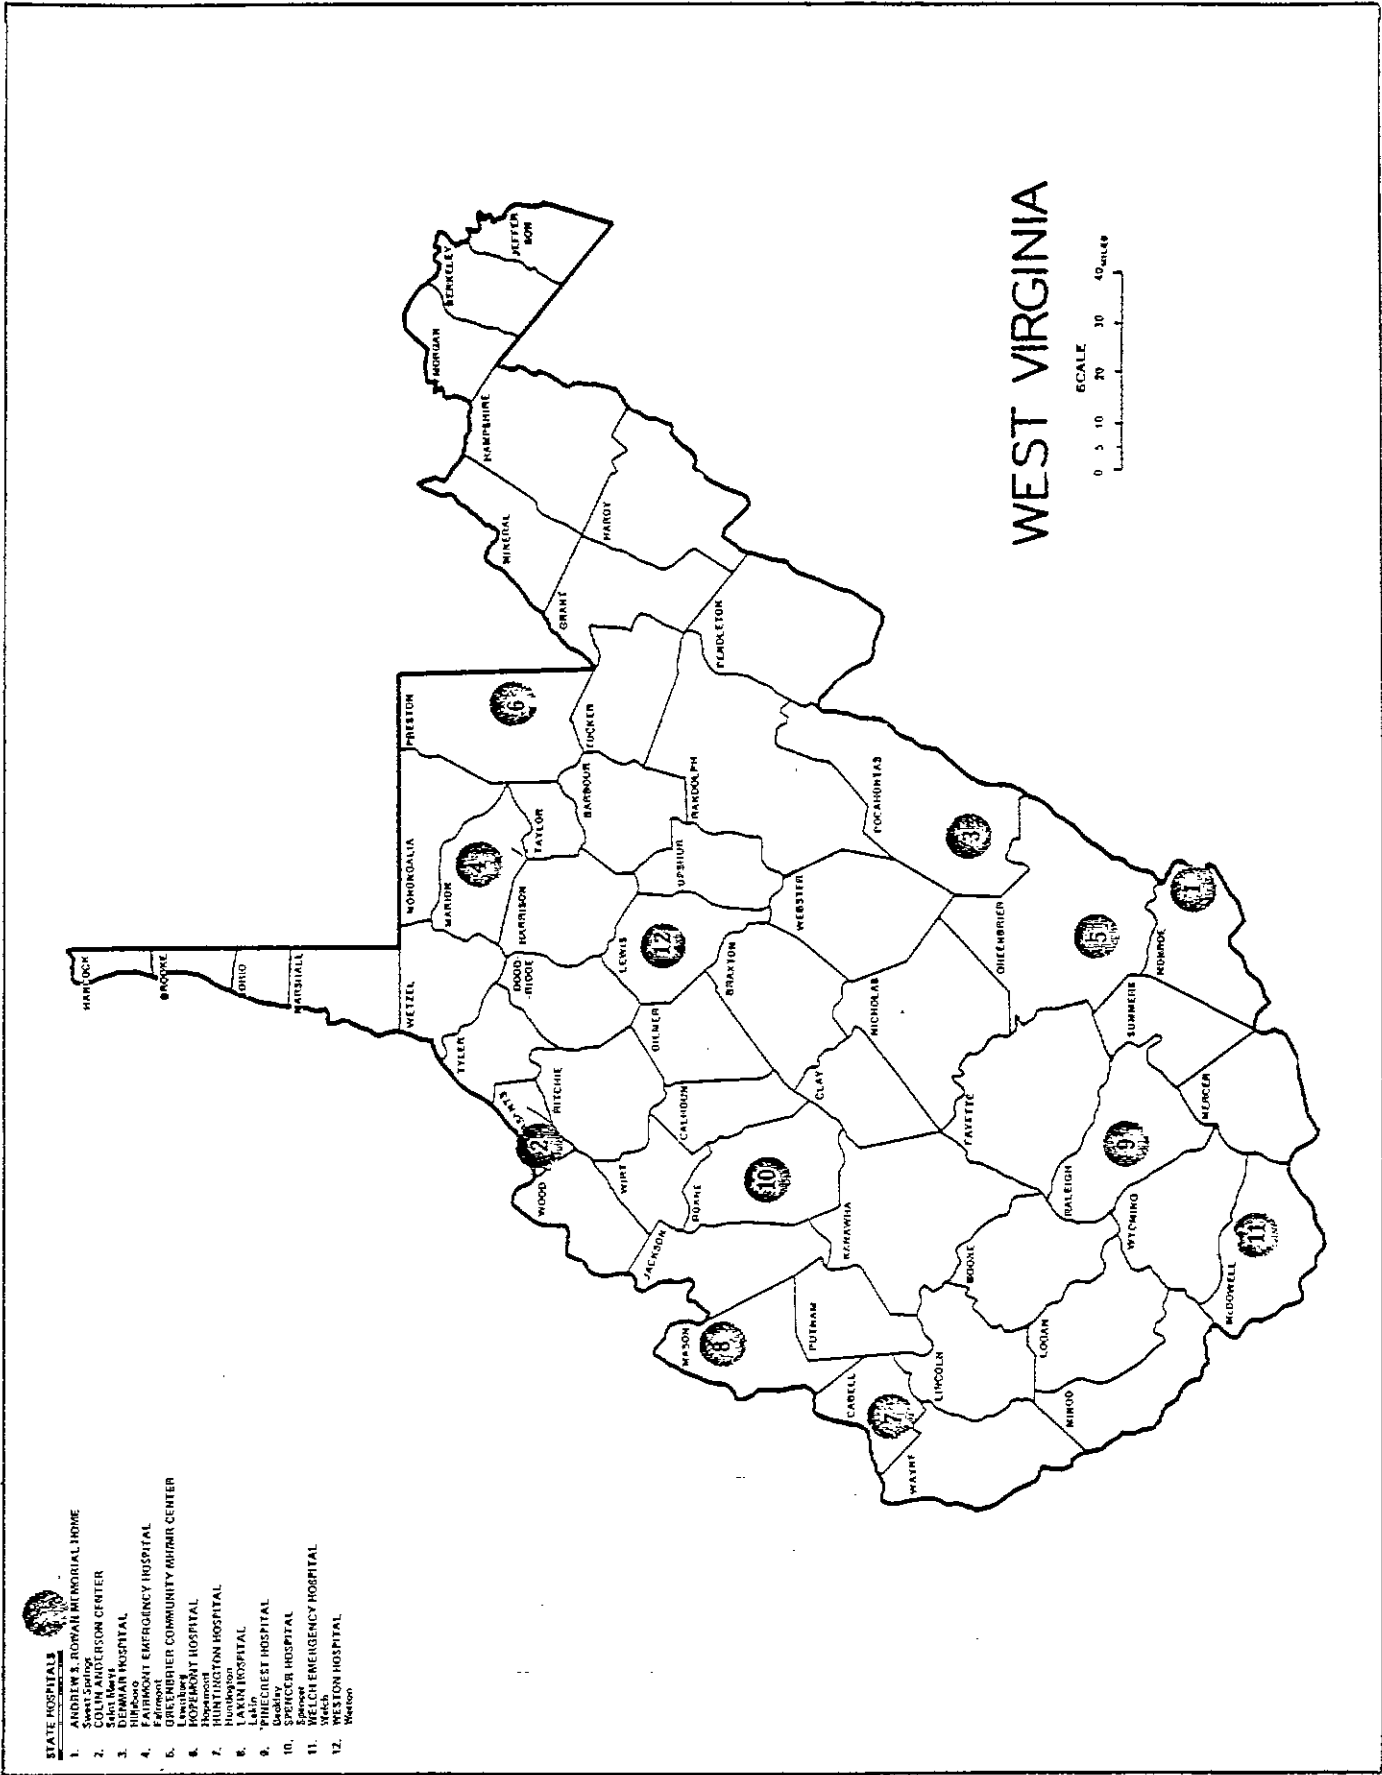 STATE HOSPITALS
1. ANDREW S. ROWAN MEMORIAL HOME
Sweet Springs
2. COLIN ANDERSON CENTER
Saint Marys
3. DENMAR HOSPITAL
Hillsboro
4. FAIRMONT EMERGENCY HOSPITAL
Fairmont
5. GREENBRIER COMMUNITY MH/MR CENTER
Lewisburg
6. HOPEMONT HOSPITAL
Hopemont
7. HUNTINGTON HOSPITAL
Huntington
8. LAKIN HOSPITAL
Lakin
9. PINECREST HOSPITAL
Beckley
10. SPENCER HOSPITAL
Spencer
11. WELCH EMERGENCY HOSPITAL
Welch
12. WESTON HOSPITAL
Weston
HANCOCK
BROOKE
OHIO
MARSHALL
WETZEL
MONONGALIA
PRESTON
MARION
4
6
TYLER
HARRISON
TAYLOR
DODD
-RIDGE
RITCHIE
2
WOOD
BARBOUR
TUCKER
GRANT
MINERAL
HAMPSHIRE
MORGAN
BERKELEY
JEFFER
SON
HARDY
WIRT
GILMER
LEWIS
12
UPSHUR
RANDOLPH
PENDLETON
JACKSON
CALHOUN
ROANE
10
BRAXTON
WEBSTER
MASON
8
PUTNAM
KANAWHA
CLAY
NICHOLAS
POCAHONTAS
3
CABELL
7
WAYNE
LINCOLN
BOONE
FAYETTE
GREENBRIER
5
LOGAN
MINGO
RALEIGH
9
SUMMERS
MONROE
1
WYOMING
MERCER
McDOWELL
11
WEST VIRGINIA
SCALE
0 5 10 20 30 40 MILES